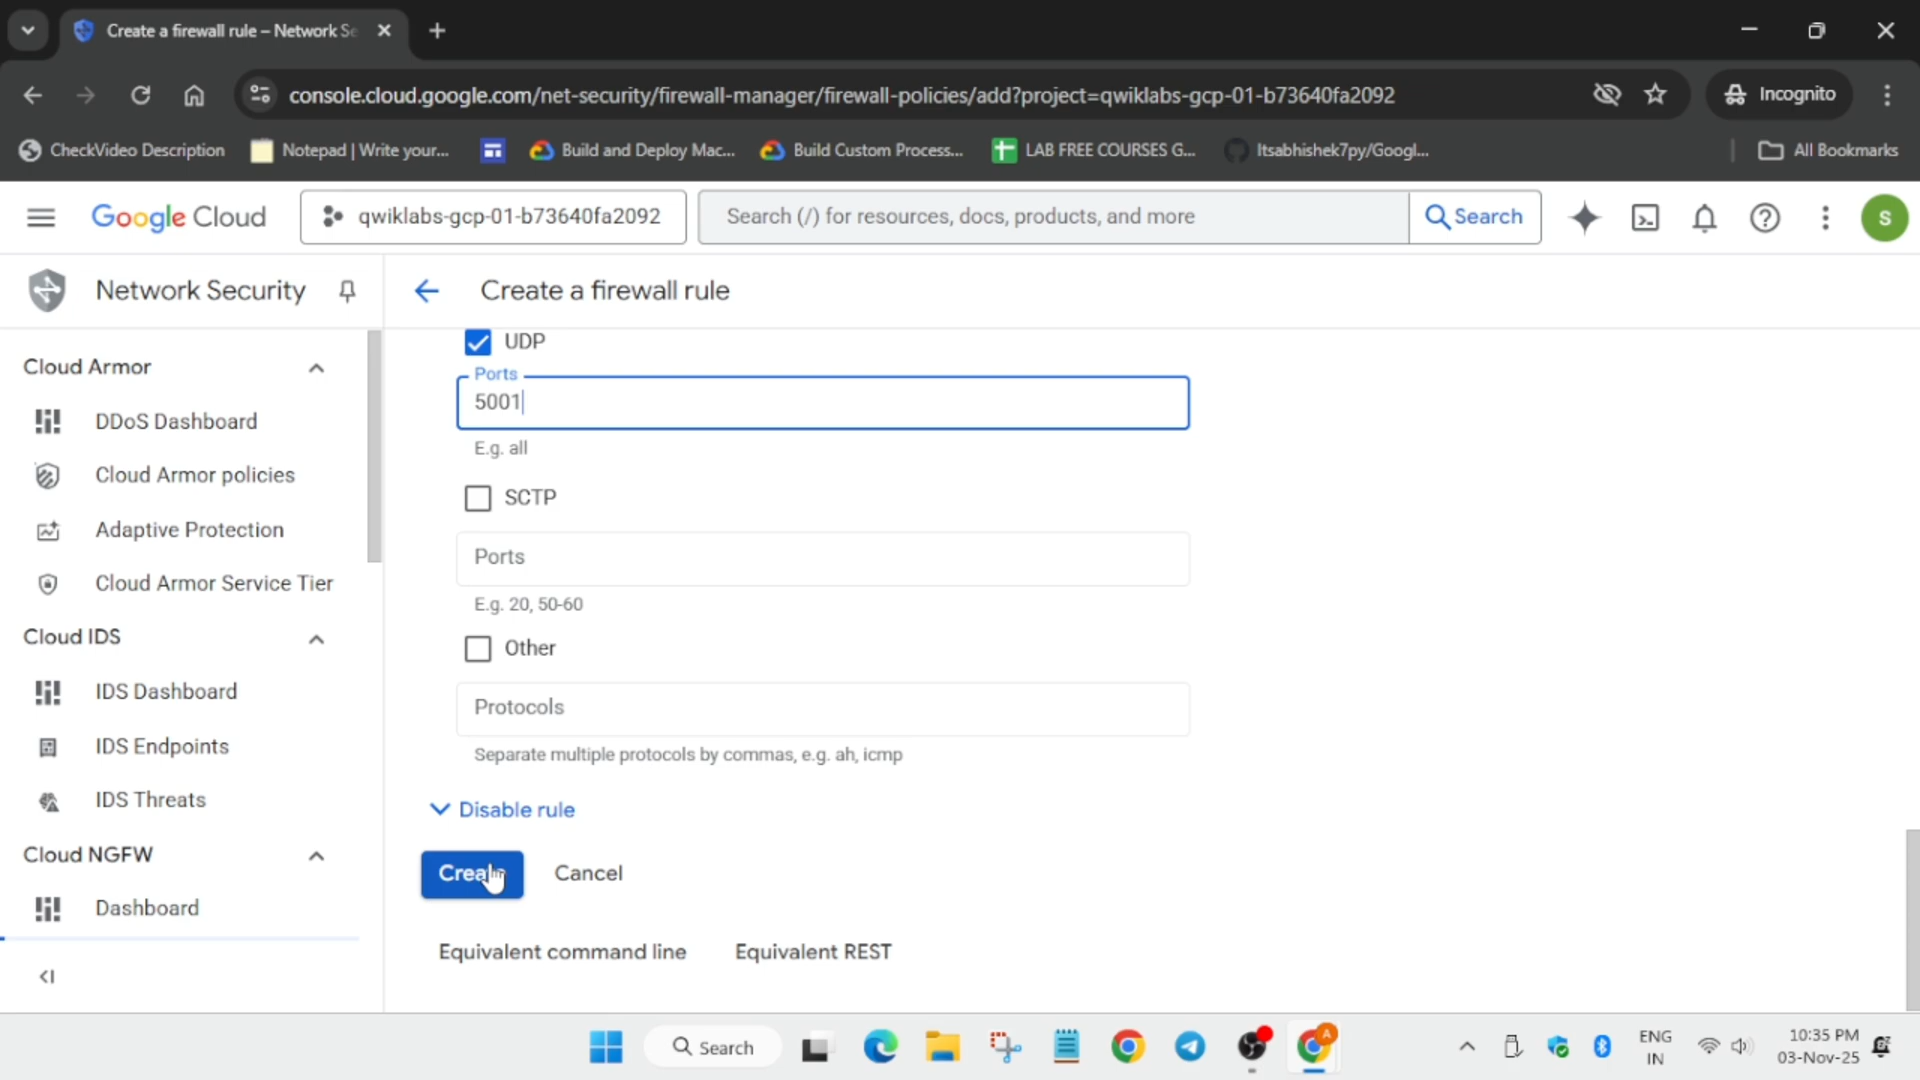 Create a firewall rule – Network Se
console.cloud.google.com/net-security/firewall-manager/firewall-policies/add?project=qwiklabs-gcp-01-b73640fa2092
Incognito
CheckVideo Description
Notepad | Write your...
Build and Deploy Mac...
Build Custom Process...
LAB FREE COURSES G...
Itsabhishek7py/Googl...
All Bookmarks
Google Cloud
qwiklabs-gcp-01-b73640fa2092
Search (/) for resources, docs, products, and more
Search
S
Network Security
Create a firewall rule
Cloud Armor
DDoS Dashboard
Cloud Armor policies
Adaptive Protection
Cloud Armor Service Tier
Cloud IDS
IDS Dashboard
IDS Endpoints
IDS Threats
Cloud NGFW
Dashboard
UDP
Ports
5001
E.g. all
SCTP
Ports
E.g. 20, 50-60
Other
Protocols
Separate multiple protocols by commas, e.g. ah, icmp
Disable rule
Create
Cancel
Equivalent command line
Equivalent REST
Search
A
ENG
IN
10:35 PM
03-Nov-25